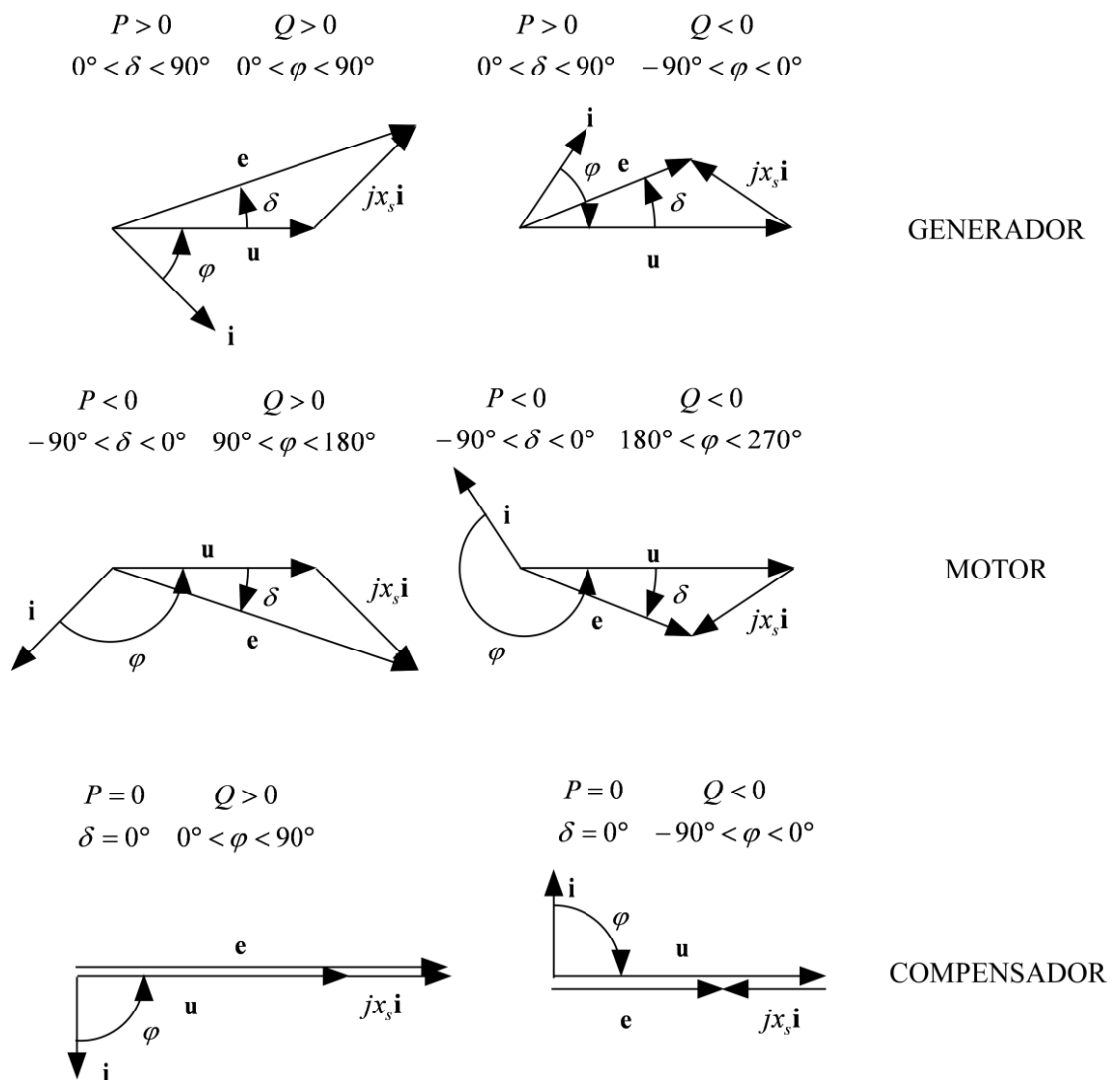 P > 0 Q > 0
0° < δ < 90° 0° < φ < 90°
P > 0 Q < 0
0° < δ < 90° −90° < φ < 0°
e
δ
u
φ
i
jx_s i
i
φ
e
δ
u
jx_s i
GENERADOR
P < 0 Q > 0
−90° < δ < 0° 90° < φ < 180°
P < 0 Q < 0
−90° < δ < 0° 180° < φ < 270°
u
δ
e
i
φ
jx_s i
i
u
δ
e
φ
jx_s i
MOTOR
P = 0 Q > 0
δ = 0° 0° < φ < 90°
P = 0 Q < 0
δ = 0° −90° < φ < 0°
e
u
jx_s i
φ
i
i
φ
u
e
jx_s i
COMPENSADOR